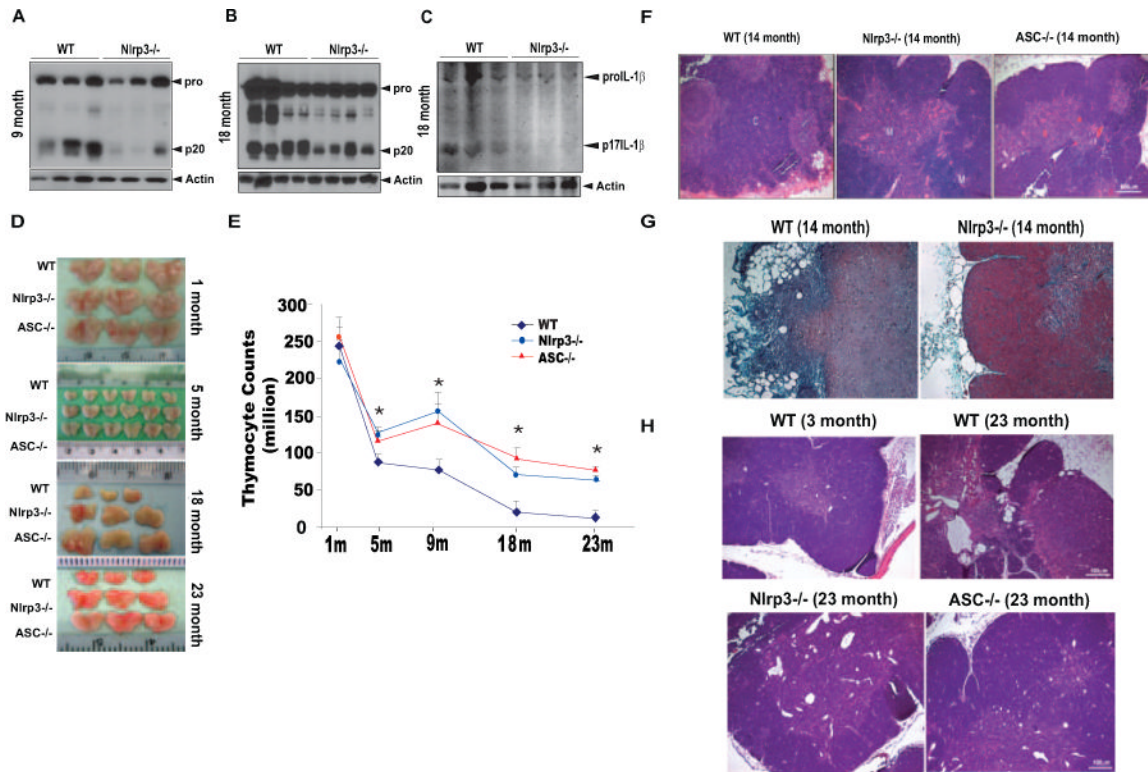 A
WT Nlrp3-/-
9 month
pro
p20
Actin
B
WT Nlrp3-/-
18 month
pro
p20
Actin
C
WT Nlrp3-/-
18 month
proIL-1β
p17IL-1β
Actin
D
WT
Nlrp3-/-
ASC-/-
1 month
WT
Nlrp3-/-
ASC-/-
5 month
WT
Nlrp3-/-
ASC-/-
18 month
WT
Nlrp3-/-
ASC-/-
23 month
E
Thymocyte Counts
(million)
300
250
200
150
100
50
0
1m 5m 9m 18m 23m
WT
Nlrp3-/-
ASC-/-
* * * *
F
WT (14 month) Nlrp3-/- (14 month) ASC-/- (14 month)
C
M
G
WT (14 month) Nlrp3-/- (14 month)
H
WT (3 month) WT (23 month)
Nlrp3-/- (23 month) ASC-/- (23 month)